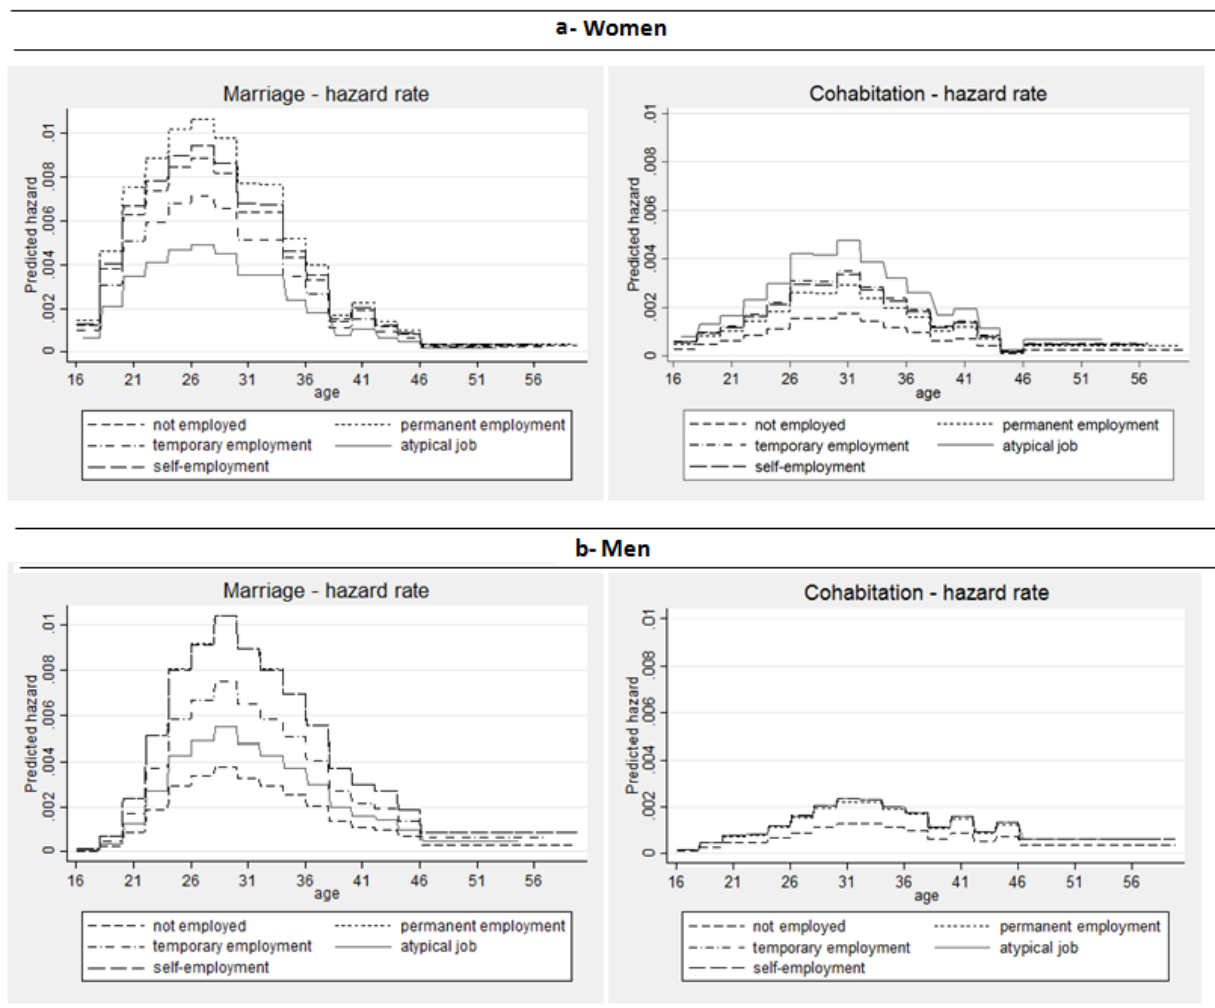 a- Women
Marriage - hazard rate
Predicted hazard
0 .002 .004 .006 .008 .01
16 21 26 31 36 41 46 51 56
age
not employed permanent employment
temporary employment atypical job
self-employment
Cohabitation - hazard rate
Predicted hazard
0 .002 .004 .006 .008 .01
16 21 26 31 36 41 46 51 56
age
not employed permanent employment
temporary employment atypical job
self-employment
b- Men
Marriage - hazard rate
Predicted hazard
0 .002 .004 .006 .008 .01
16 21 26 31 36 41 46 51 56
age
not employed permanent employment
temporary employment atypical job
self-employment
Cohabitation - hazard rate
Predicted hazard
0 .002 .004 .006 .008 .01
16 21 26 31 36 41 46 51 56
age
not employed permanent employment
temporary employment atypical job
self-employment